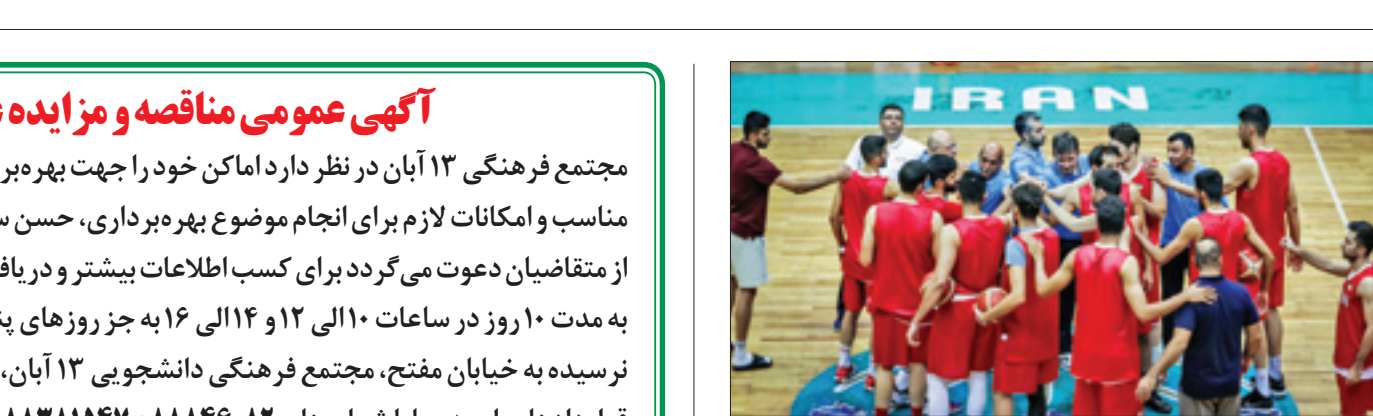 آگهی عمومی مناقصه و مزایده
مجتمع فرهنگی ۱۳ آبان در نظر دارد اماکن خود را جهت بهره‌بر
مناسب و امکانات لازم برای انجام موضوع بهره‌برداری، حسن
از متقاضیان دعوت می‌گردد برای کسب اطلاعات بیشتر و دریاف
به مدت ۱۰ روز در ساعات ۱۰ الی ۱۲ و ۱۴ الی ۱۶ به جز روزهای
نرسیده به خیابان مفتح، مجتمع فرهنگی دانشجویی ۱۳ آبان،
IRAN